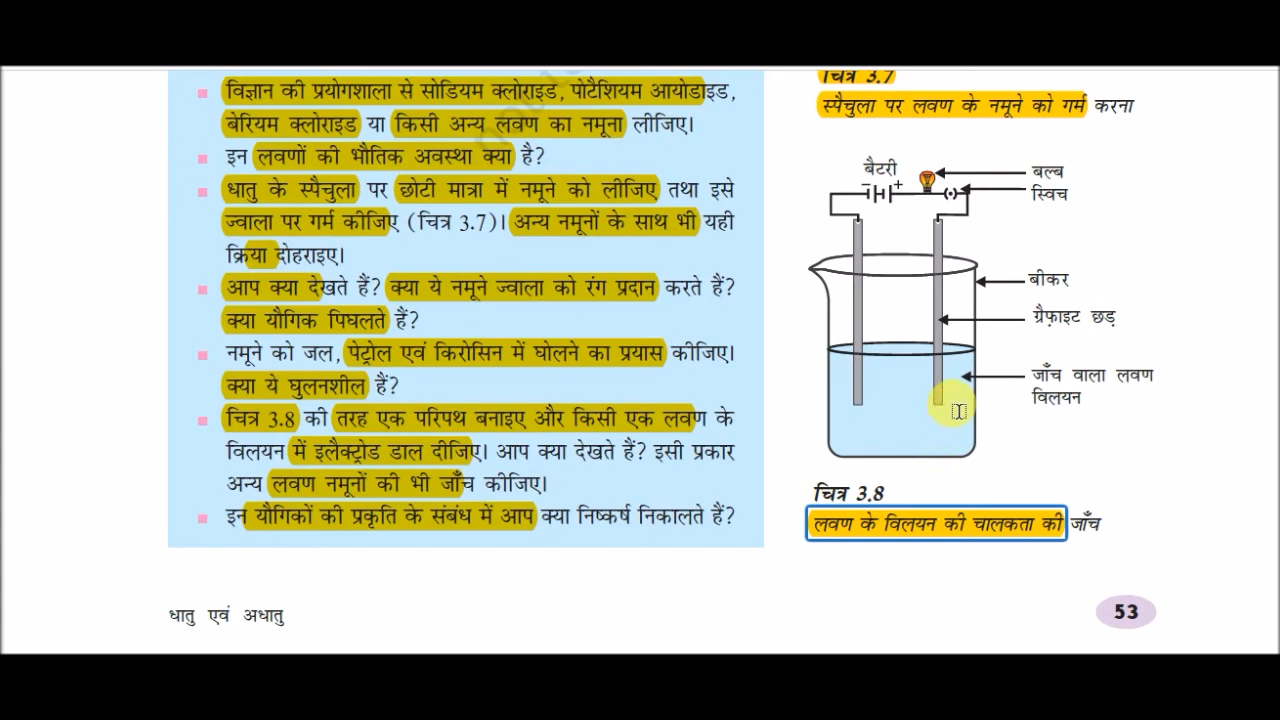 विज्ञान की प्रयोगशाला से सोडियम क्लोराइड, पोटैशियम आयोडाइड,
बेरियम क्लोराइड या किसी अन्य लवण का नमूना लीजिए।
इन लवणों की भौतिक अवस्था क्या है?
धातु के स्पैचुला पर छोटी मात्रा में नमूने को लीजिए तथा इसे
ज्वाला पर गर्म कीजिए (चित्र 3.7)। अन्य नमूनों के साथ भी यही
क्रिया दोहराइए।
आप क्या देखते हैं? क्या ये नमूने ज्वाला को रंग प्रदान करते हैं?
क्या यौगिक पिघलते हैं?
नमूने को जल, पेट्रोल एवं किरोसिन में घोलने का प्रयास कीजिए।
क्या ये घुलनशील हैं?
चित्र 3.8 की तरह एक परिपथ बनाइए और किसी एक लवण के
विलयन में इलैक्ट्रोड डाल दीजिए। आप क्या देखते हैं? इसी प्रकार
अन्य लवण नमूनों की भी जाँच कीजिए।
इन यौगिकों की प्रकृति के संबंध में आप क्या निष्कर्ष निकालते हैं?
चित्र 3.7
स्पैचुला पर लवण के नमूने को गर्म करना
बैटरी
− +
बल्ब
स्विच
बीकर
ग्रैफ़ाइट छड़
जाँच वाला लवण
विलयन
चित्र 3.8
लवण के विलयन की चालकता की जाँच
धातु एवं अधातु
53